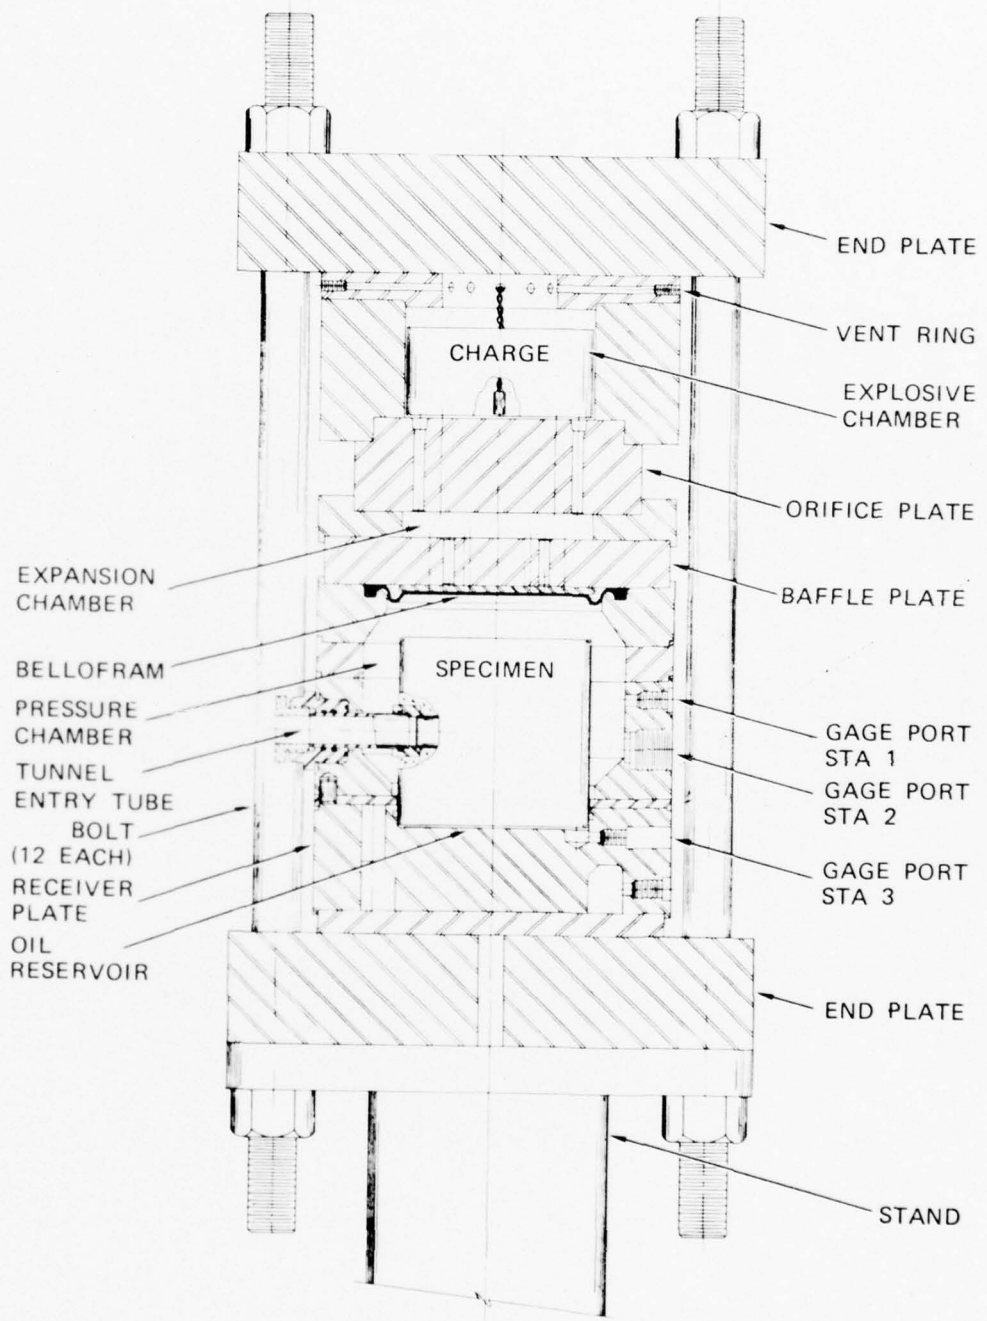 END PLATE
VENT RING
CHARGE
EXPLOSIVE
CHAMBER
ORIFICE PLATE
EXPANSION
CHAMBER
BAFFLE PLATE
BELLOFRAM
SPECIMEN
PRESSURE
CHAMBER
GAGE PORT
STA 1
TUNNEL
ENTRY TUBE
GAGE PORT
STA 2
BOLT
(12 EACH)
RECEIVER
PLATE
GAGE PORT
STA 3
OIL
RESERVOIR
END PLATE
STAND